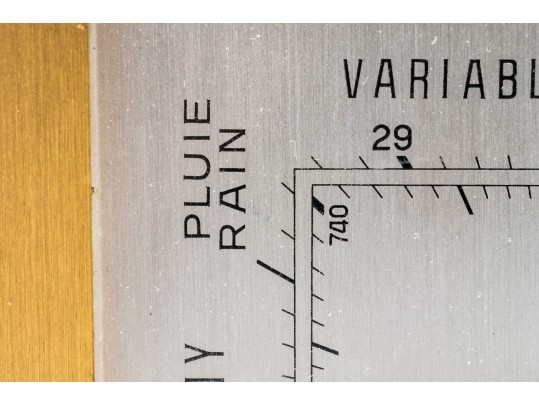 VARIABL
29
PLUIE
RAIN
740